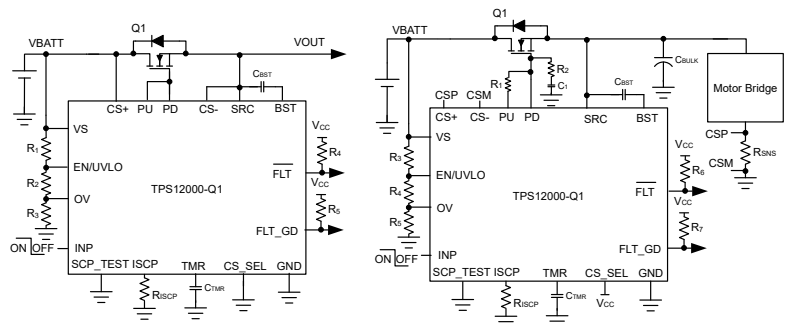 Q1
VBATT
VOUT
CBST
CS+ PU PD CS- SRC BST
VS
R1
EN/UVLO
R2
OV
R3
ON OFF INP
TPS12000-Q1
VCC
R4
FLT
VCC
R5
FLT_GD
SCP_TEST ISCP TMR CS_SEL GND
RISCP
CTMR
Q1
VBATT
R2
R1
C1
CSP CSM
CS+ CS- PU PD SRC BST
CBST
CBULK
Motor Bridge
CSP
RSNS
CSM
VS
R3
EN/UVLO
R4
OV
R5
ON OFF INP
TPS12000-Q1
VCC
R6
FLT
VCC
R7
FLT_GD
SCP_TEST ISCP TMR CS_SEL GND
RISCP
CTMR
VCC